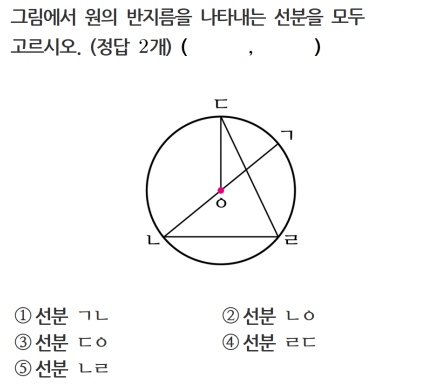 그림에서 원의 반지름을 나타내는 선분을 모두
고르시오. (정답 2개) ( , )
ㄷ
ㄱ
ㅇ
ㄴ ㄹ
① 선분 ㄱㄴ ② 선분 ㄴㅇ
③ 선분 ㄷㅇ ④ 선분 ㄹㄷ
⑤ 선분 ㄴㄹ